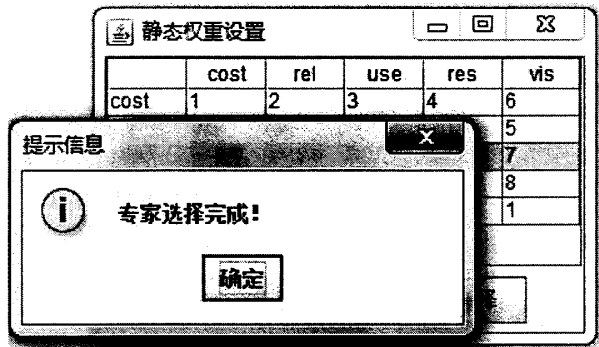 静态权重设置
cost rel use res vis
cost 1 2 3 4 6
5
提示信息
7
8
专家选择完成!
1
确定
择